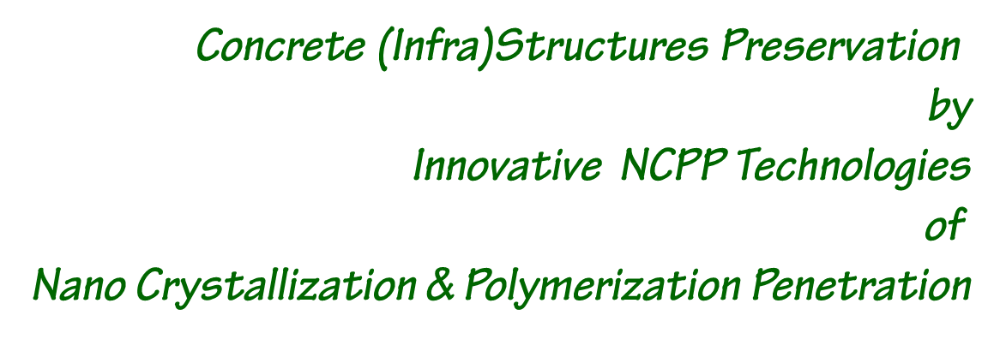 Concrete (Infra)Structures Preservation
by
Innovative NCPP Technologies
of
Nano Crystallization & Polymerization Penetration